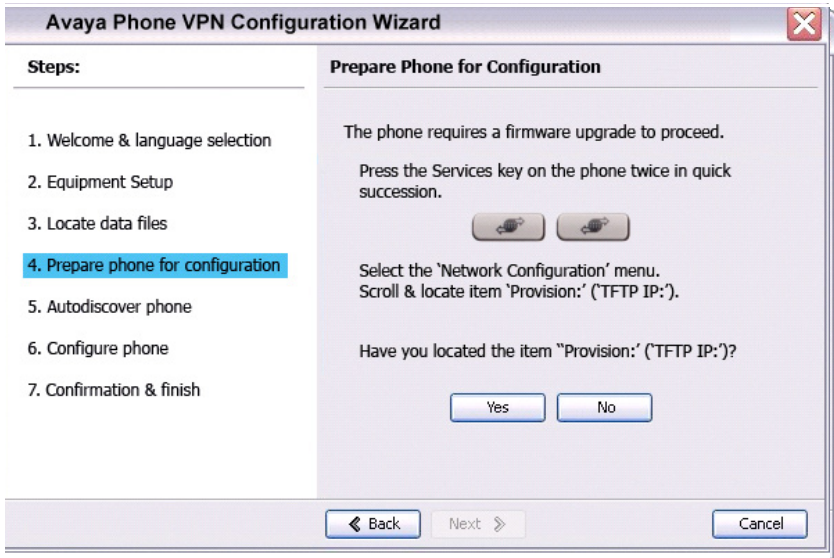 Avaya Phone VPN Configuration Wizard
Steps:
1. Welcome & language selection
2. Equipment Setup
3. Locate data files
4. Prepare phone for configuration
5. Autodiscover phone
6. Configure phone
7. Confirmation & finish
Prepare Phone for Configuration
The phone requires a firmware upgrade to proceed.
Press the Services key on the phone twice in quick
succession.
Select the ‘Network Configuration’ menu.
Scroll & locate item ‘Provision:’ (‘TFTP IP:’).
Have you located the item ‘‘Provision:’ (‘TFTP IP:’)?
Yes No
Back Next Cancel